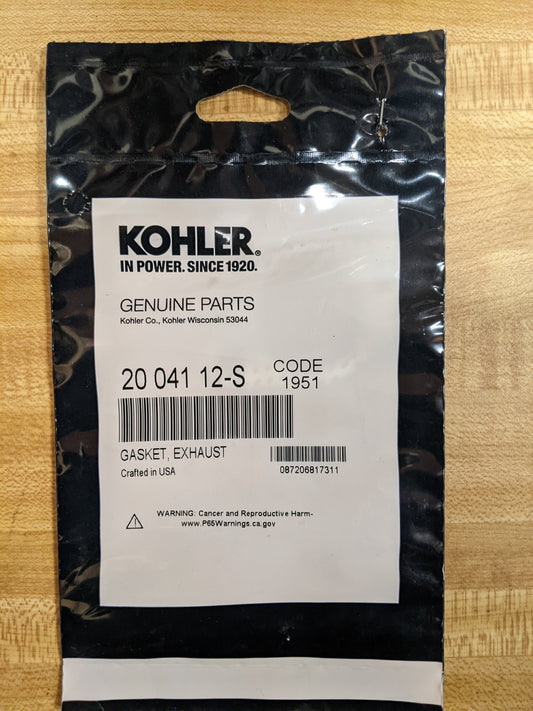 KOHLER®
IN POWER. SINCE 1920.
GENUINE PARTS
Kohler Co., Kohler Wisconsin 53044
20 041 12-S
CODE
1951
GASKET, EXHAUST
Crafted in USA
087206817311
WARNING: Cancer and Reproductive Harm-
www.P65Warnings.ca.gov